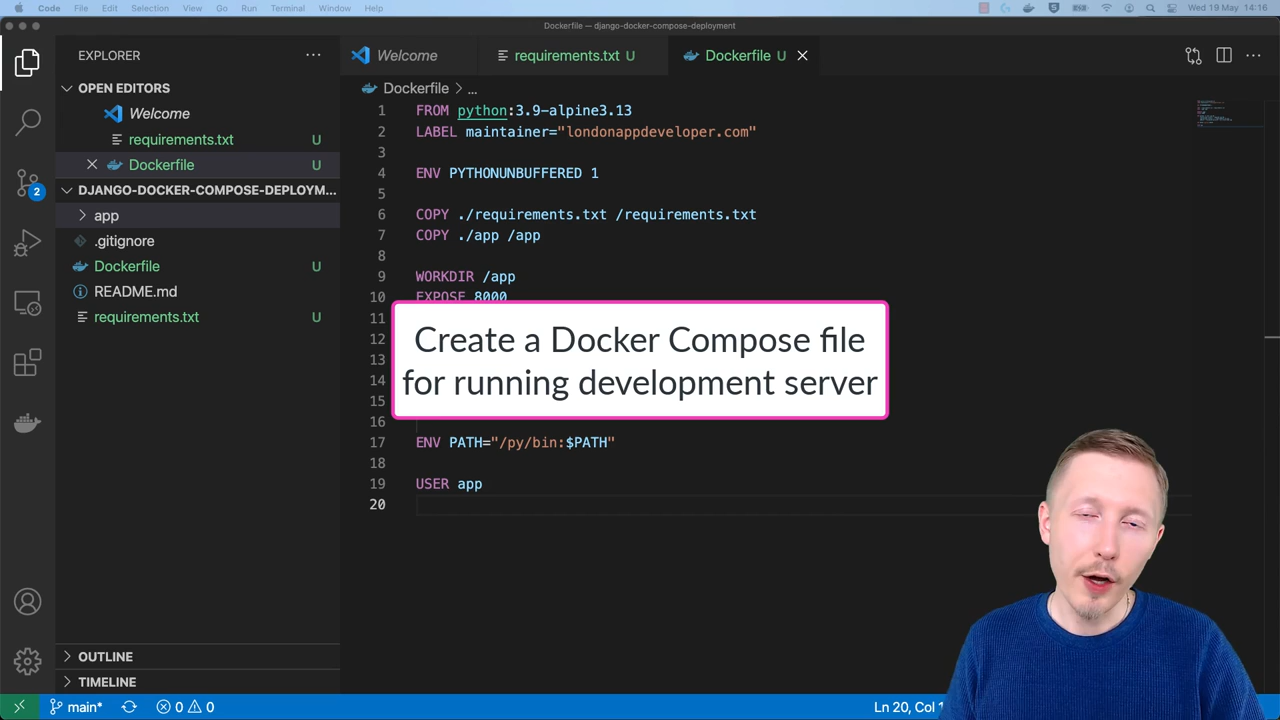 Code File Edit Selection View Go Run Terminal Window Help Wed 19 May 14:16
Dockerfile — django-docker-compose-deployment
EXPLORER
Welcome
requirements.txt U
Dockerfile U
OPEN EDITORS
Welcome
requirements.txt U
Dockerfile U
DJANGO-DOCKER-COMPOSE-DEPLOYM...
app
.gitignore
Dockerfile U
README.md
requirements.txt U
2
Dockerfile > ...
1 FROM python:3.9-alpine3.13
2 LABEL maintainer="londonappdeveloper.com"
3
4 ENV PYTHONUNBUFFERED 1
5
6 COPY ./requirements.txt /requirements.txt
7 COPY ./app /app
8
9 WORKDIR /app
10 EXPOSE 8000
11
12
13
14
15
16
17 ENV PATH="/py/bin:$PATH"
18
19 USER app
20
Create a Docker Compose file
for running development server
OUTLINE
TIMELINE
main* 0 0 Ln 20, Col